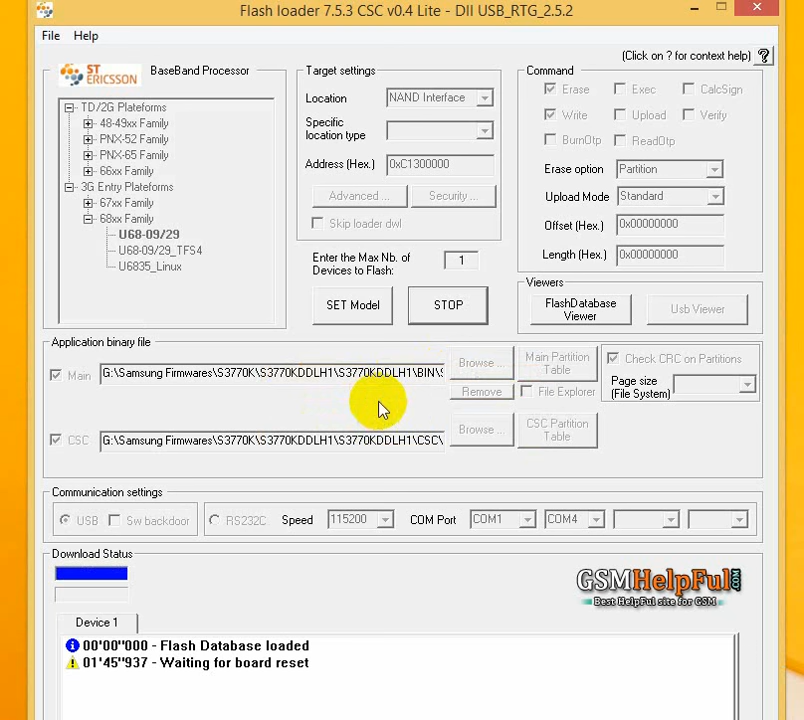 Flash loader 7.5.3 CSC v0.4 Lite - Dll USB_RTG_2.5.2
File Help
(Click on ? for context help) ?
ST ERICSSON BaseBand Processor
TD/2G Plateforms
48-49xx Family
PNX-52 Family
PNX-65 Family
66xx Family
3G Entry Plateforms
67xx Family
68xx Family
U68-09/29
U68-09/29_TFS4
U6835_Linux
Target settings
Location NAND Interface
Specific
location type
Address (Hex.) 0xC1300000
Advanced ... Security ...
Skip loader dwl
Enter the Max Nb. of
Devices to Flash: 1
SET Model STOP
Command
Erase Exec CalcSign
Write Upload Verify
BurnOtp ReadOtp
Erase option Partition
Upload Mode Standard
Offset (Hex.) 0x00000000
Length (Hex.) 0x00000000
Viewers
FlashDatabase
Viewer
Usb Viewer
Application binary file
Main G:\Samsung Firmwares\S3770K\S3770KDDLH1\S3770KDDLH1\BIN\S
Browse ...
Remove
Main Partition
Table
File Explorer
Check CRC on Partitions
Page size
(File System)
CSC G:\Samsung Firmwares\S3770K\S3770KDDLH1\S3770KDDLH1\CSC\
Browse ...
CSC Partition
Table
Communication settings
USB Sw backdoor RS232C Speed 115200 COM Port COM1 COM4
Download Status
GSMHelpFul.COM
Best HelpFul site for GSM
Device 1
00'00"000 - Flash Database loaded
01'45"937 - Waiting for board reset